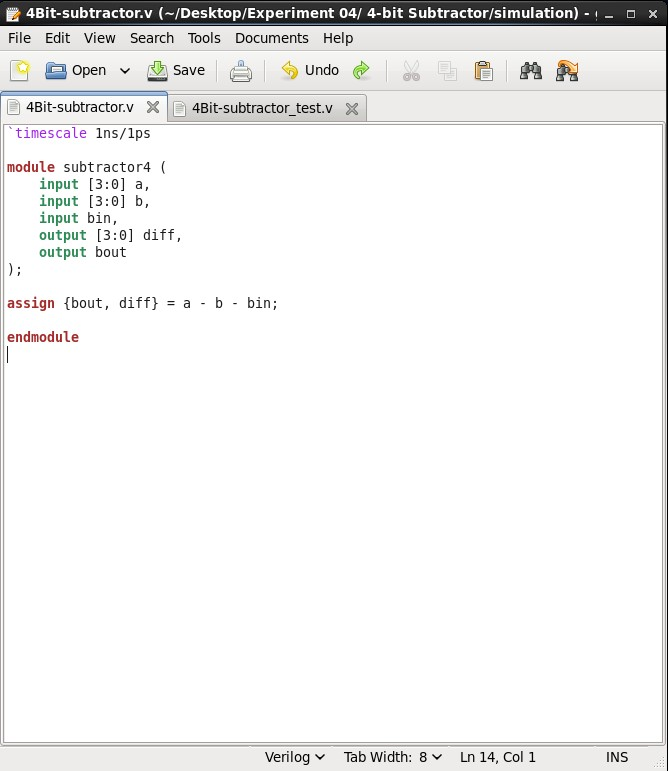 4Bit-subtractor.v (~/Desktop/Experiment 04/ 4-bit Subtractor/simulation) -
File Edit View Search Tools Documents Help
Open Save Undo
4Bit-subtractor.v 4Bit-subtractor_test.v
`timescale 1ns/1ps
module subtractor4 (
    input [3:0] a,
    input [3:0] b,
    input bin,
    output [3:0] diff,
    output bout
);
assign {bout, diff} = a - b - bin;
endmodule
Verilog Tab Width: 8 Ln 14, Col 1 INS